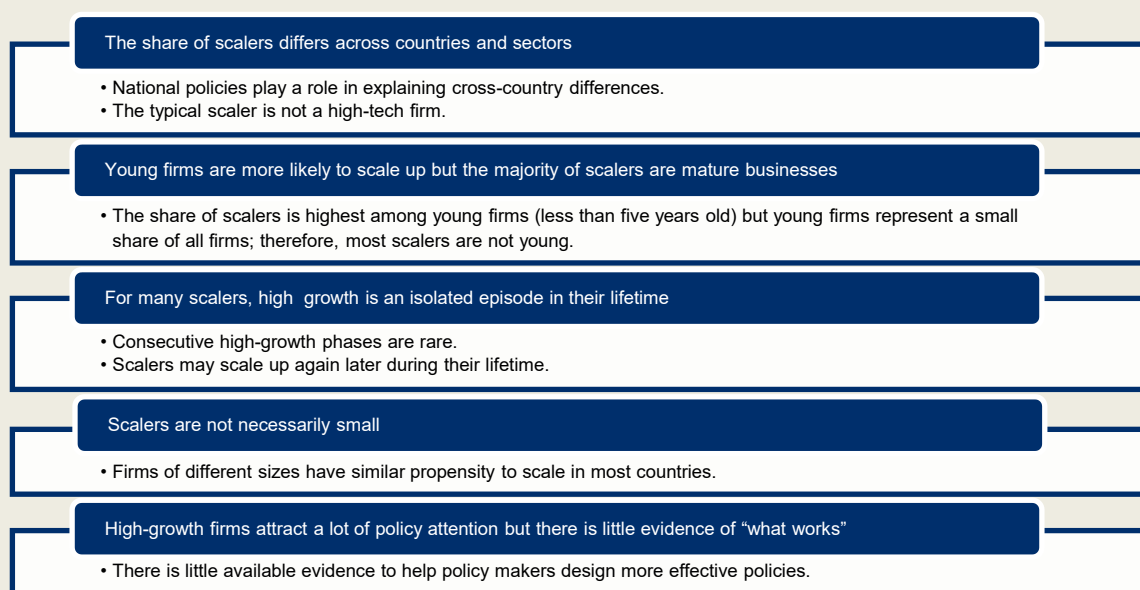 The share of scalers differs across countries and sectors
• National policies play a role in explaining cross-country differences.
• The typical scaler is not a high-tech firm.
Young firms are more likely to scale up but the majority of scalers are mature businesses
• The share of scalers is highest among young firms (less than five years old) but young firms represent a small
share of all firms; therefore, most scalers are not young.
For many scalers, high  growth is an isolated episode in their lifetime
• Consecutive high-growth phases are rare.
• Scalers may scale up again later during their lifetime.
Scalers are not necessarily small
• Firms of different sizes have similar propensity to scale in most countries.
High-growth firms attract a lot of policy attention but there is little evidence of “what works”
• There is little available evidence to help policy makers design more effective policies.